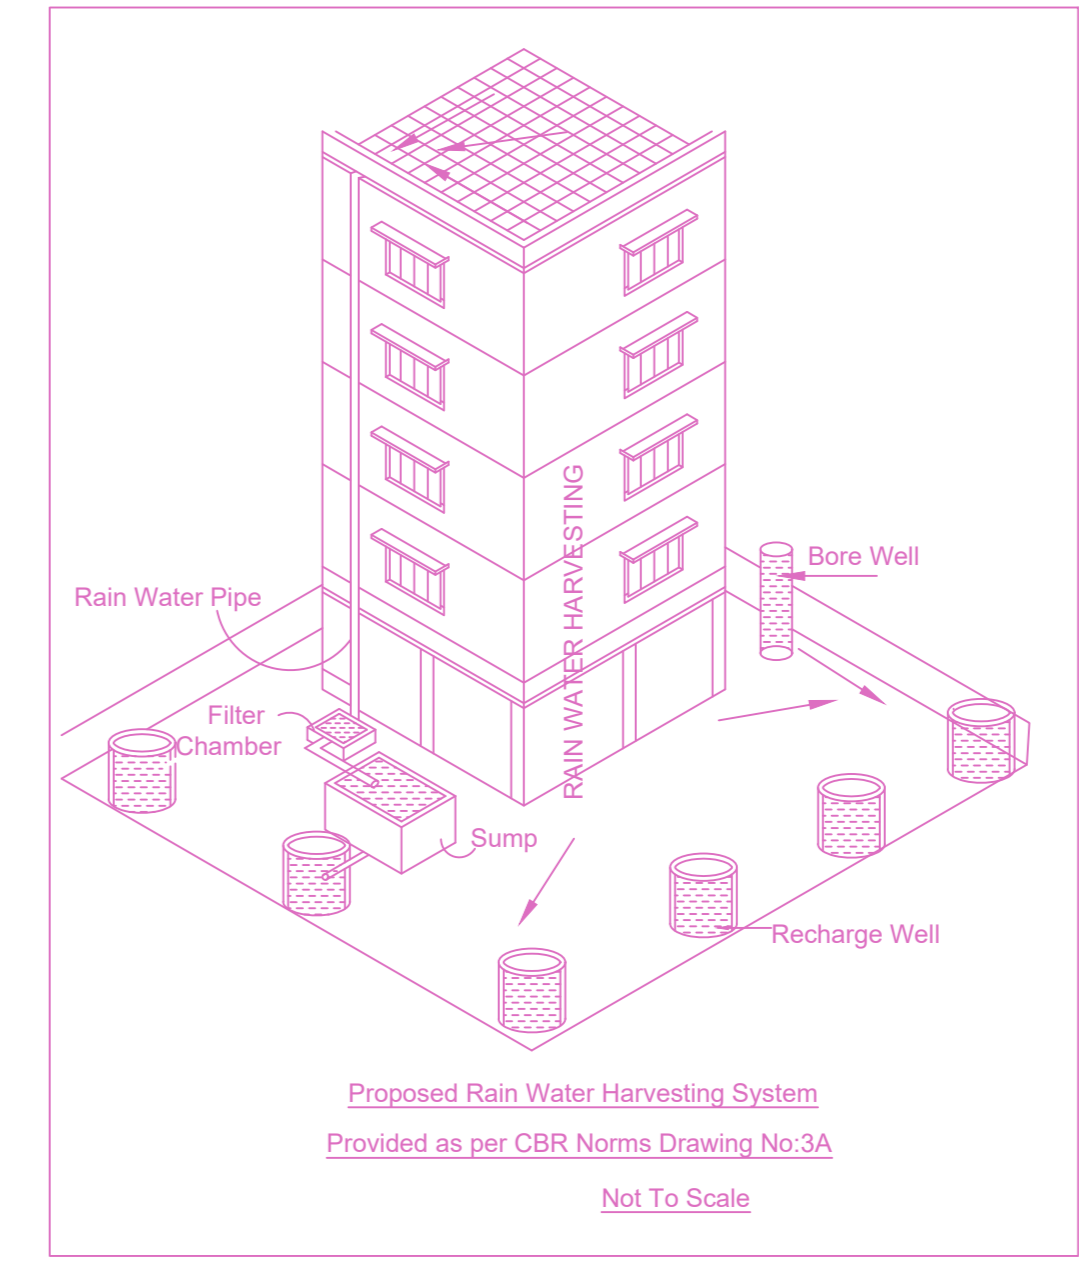 RAIN WATER HARVESTING
Bore Well
Rain Water Pipe
Filter
Chamber
Sump
Recharge Well
Proposed Rain Water Harvesting System
Provided as per CBR Norms Drawing No:3A
Not To Scale